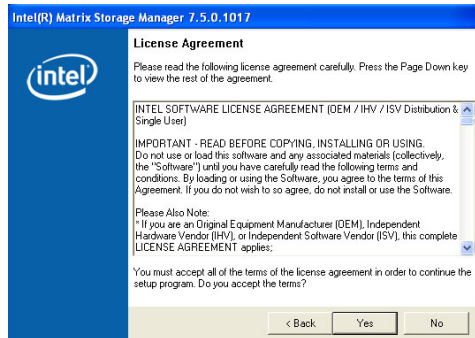 Intel(R) Matrix Storage Manager 7.5.0.1017
intel
License Agreement
Please read the following license agreement carefully. Press the Page Down key
to view the rest of the agreement.
INTEL SOFTWARE LICENSE AGREEMENT (OEM / IHV / ISV Distribution &
Single User)
IMPORTANT - READ BEFORE COPYING, INSTALLING OR USING.
Do not use or load this software and any associated materials (collectively,
the "Software") until you have carefully read the following terms and
conditions. By loading or using the Software, you agree to the terms of this
Agreement. If you do not wish to so agree, do not install or use the Software.
Please Also Note:
* If you are an Original Equipment Manufacturer (OEM), Independent
Hardware Vendor (IHV), or Independent Software Vendor (ISV), this complete
LICENSE AGREEMENT applies;
You must accept all of the terms of the license agreement in order to continue the
setup program. Do you accept the terms?
< Back Yes No